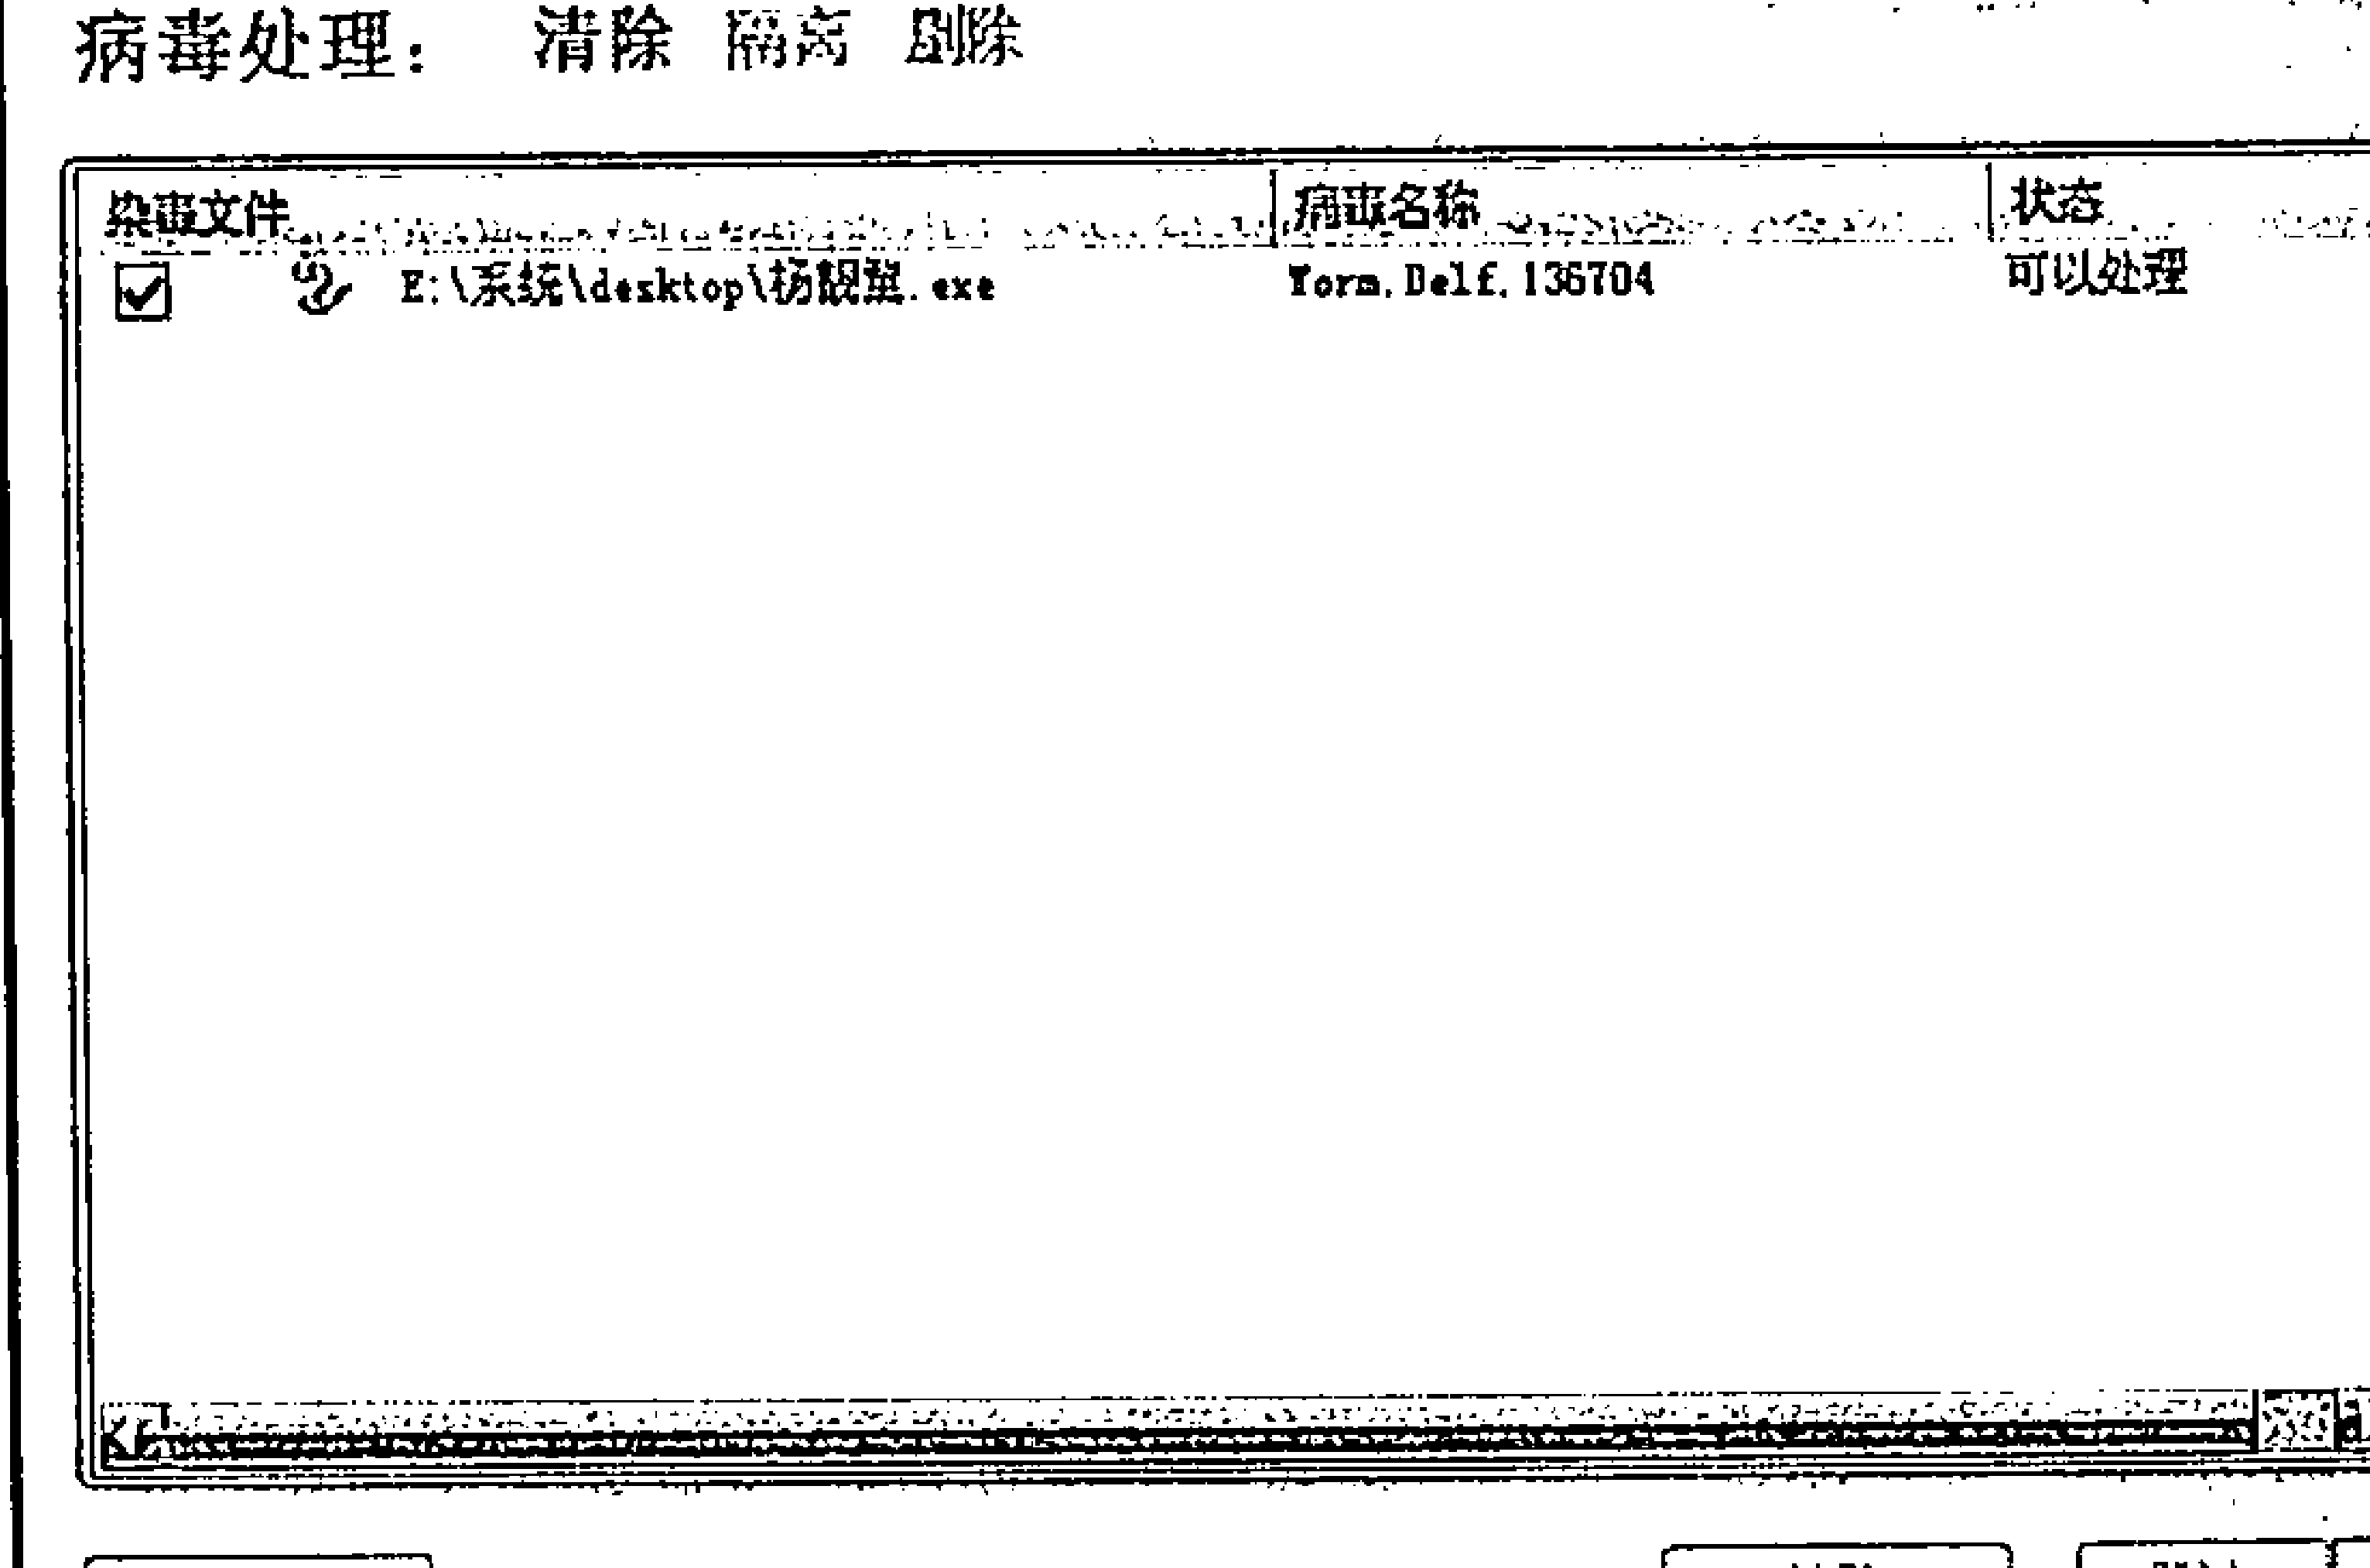 病毒处理： 清除 隔离 删除
染毒文件 病毒名称 状态
E:\系统\desktop\杨靓.exe Worm.Delf.136704 可以处理